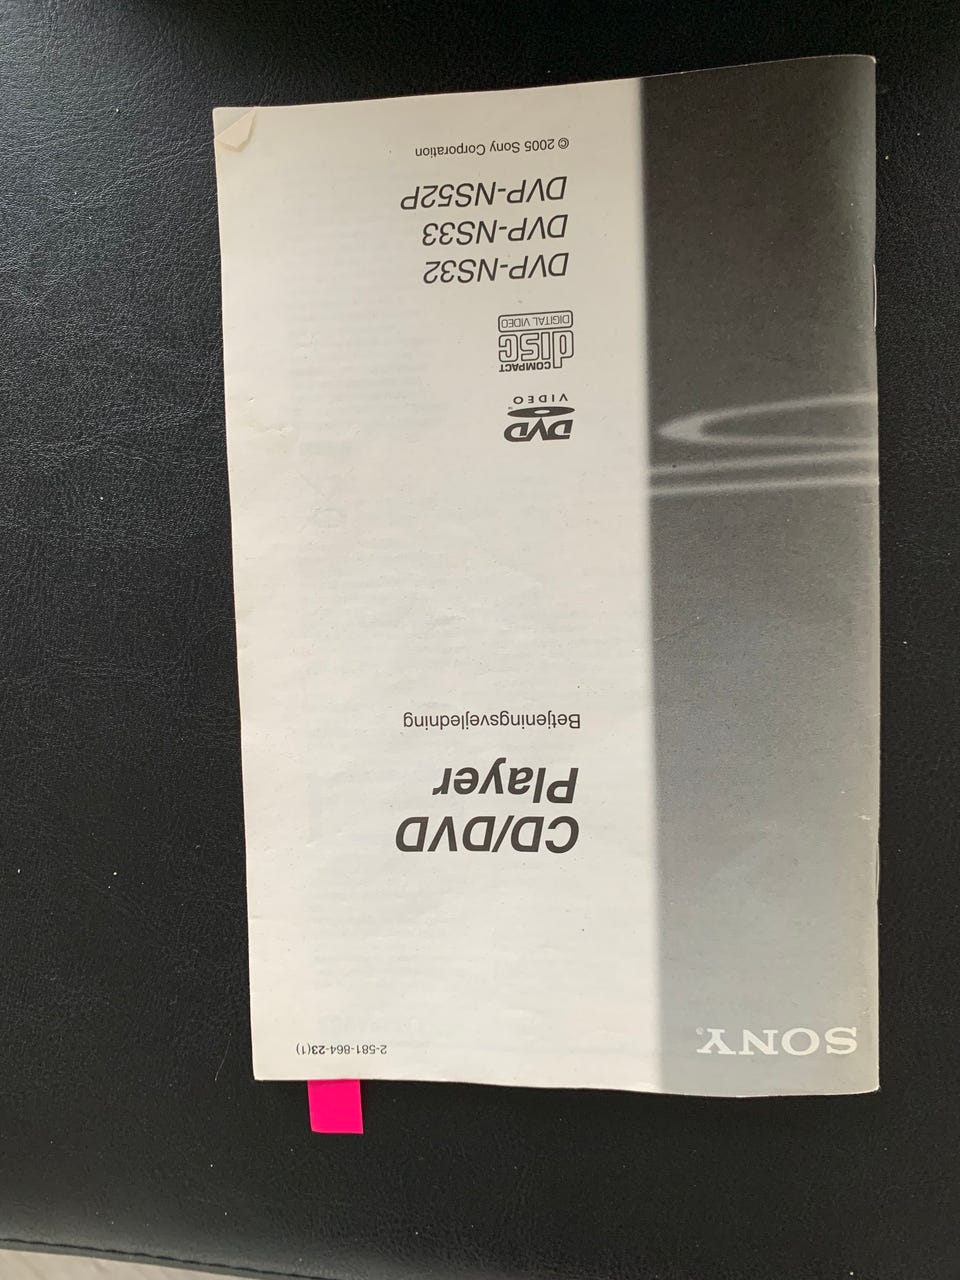 SONY®
2-581-864-23(1)
CD/DVD
Player
Betjeningsvejledning
DVD
VIDEO
COMPACT
disc
DIGITAL VIDEO
DVP-NS32
DVP-NS33
DVP-NS52P
© 2005 Sony Corporation